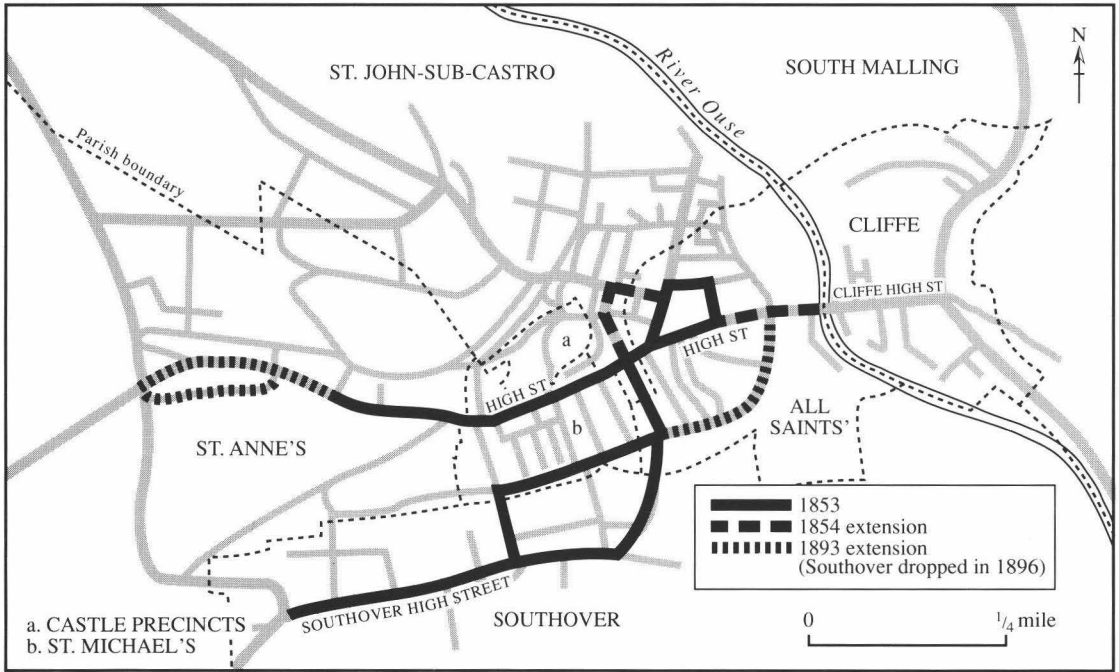 N
ST. JOHN-SUB-CASTRO
River Ouse
SOUTH MALLING
Parish boundary
CLIFFE
CLIFFE HIGH ST
a
HIGH ST
HIGH ST
b
ALL
SAINTS'
ST. ANNE'S
1853
1854 extension
1893 extension
(Southover dropped in 1896)
SOUTHOVER HIGH STREET
SOUTHOVER
a. CASTLE PRECINCTS
b. ST. MICHAEL'S
0
1/4 mile